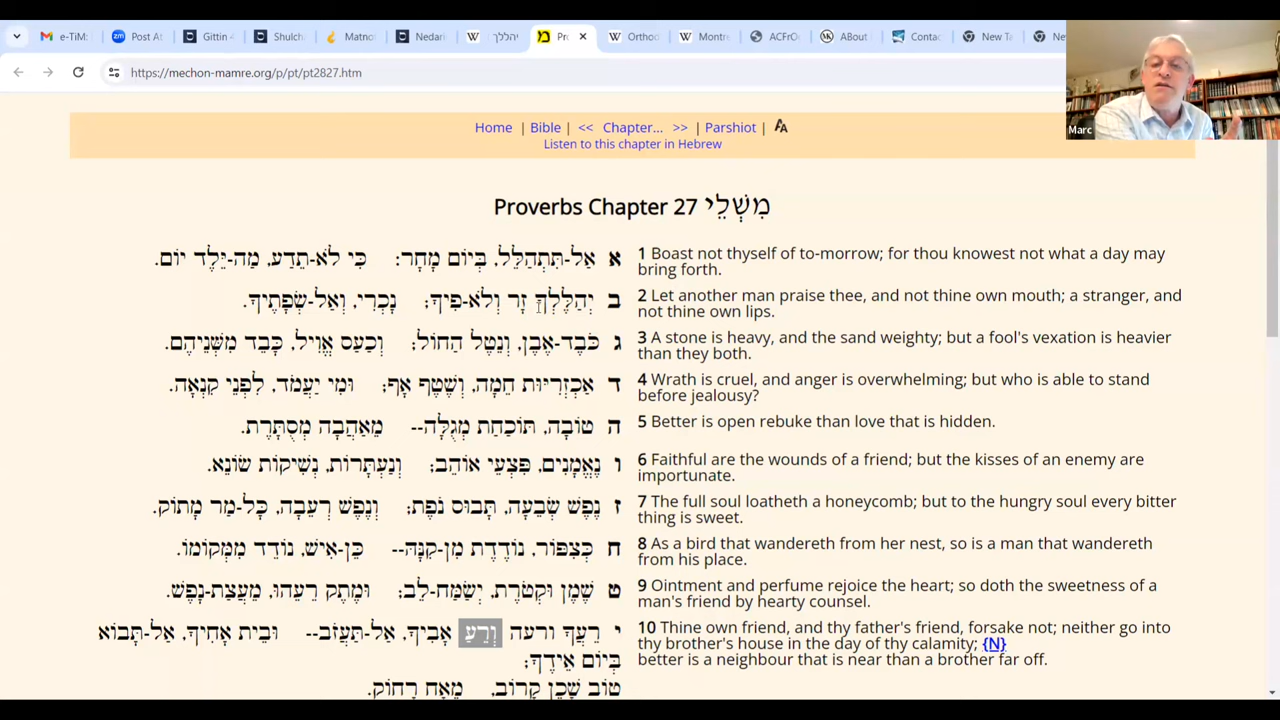 e-TiM:
Post At
Gittin 4
Shulch
Matno
Nedar
יהללך
Pro
Orthod
Montre
ACFrO
ABout
Contac
New Ta
Ne
https://mechon-mamre.org/p/pt/pt2827.htm
Marc
Home | Bible | << Chapter... >> | Parshiot |
Listen to this chapter in Hebrew
Proverbs Chapter 27 מִשְׁלֵי
א אַל-תִּתְהַלֵּל, בְּיוֹם מָחָר: כִּי לֹא-תֵדַע, מַה-יֵּלֶד יוֹם.
1 Boast not thyself of to-morrow; for thou knowest not what a day may
bring forth.
ב יְהַלֶּלְךָ זָר וְלֹא-פִיךָ; נָכְרִי, וְאַל-שְׂפָתֶיךָ.
2 Let another man praise thee, and not thine own mouth; a stranger, and
not thine own lips.
ג כֹּבֶד-אֶבֶן, וְנֵטֶל הַחוֹל; וְכַעַס אֱוִיל, כָּבֵד מִשְּׁנֵיהֶם.
3 A stone is heavy, and the sand weighty; but a fool's vexation is heavier
than they both.
ד אַכְזְרִיּוּת חֵמָה, וְשֶׁטֶף אָף; וּמִי יַעֲמֹד, לִפְנֵי קִנְאָה.
4 Wrath is cruel, and anger is overwhelming; but who is able to stand
before jealousy?
ה טוֹבָה, תּוֹכַחַת מְגֻלָּה-- מֵאַהֲבָה מְסֻתָּרֶת.
5 Better is open rebuke than love that is hidden.
ו נֶאֱמָנִים, פִּצְעֵי אוֹהֵב; וְנַעְתָּרוֹת, נְשִׁיקוֹת שׂוֹנֵא.
6 Faithful are the wounds of a friend; but the kisses of an enemy are
importunate.
ז נֶפֶשׁ שְׂבֵעָה, תָּבוּס נֹפֶת; וְנֶפֶשׁ רְעֵבָה, כָּל-מַר מָתוֹק.
7 The full soul loatheth a honeycomb; but to the hungry soul every bitter
thing is sweet.
ח כְּצִפּוֹר, נוֹדֶדֶת מִן-קִנָּהּ-- כֵּן-אִישׁ, נוֹדֵד מִמְּקוֹמוֹ.
8 As a bird that wandereth from her nest, so is a man that wandereth
from his place.
ט שֶׁמֶן וּקְטֹרֶת, יְשַׂמַּח-לֵב; וּמֶתֶק רֵעֵהוּ, מֵעֲצַת-נָפֶשׁ.
9 Ointment and perfume rejoice the heart; so doth the sweetness of a
man's friend by hearty counsel.
י רֵעֲךָ ורעה וְרֵעַ אָבִיךָ, אַל-תַּעֲזֹב-- וּבֵית אָחִיךָ, אַל-תָּבוֹא
בְּיוֹם אֵידֶךָ;
טוֹב שָׁכֵן קָרוֹב, מֵאָח רָחוֹק.
10 Thine own friend, and thy father's friend, forsake not; neither go into
thy brother's house in the day of thy calamity; {N}
better is a neighbour that is near than a brother far off.